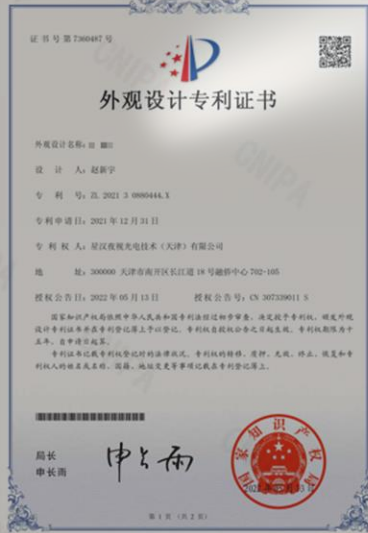 证书号第7360487号
外观设计专利证书
外观设计名称:
设 计 人:赵新宇
专 利 号:ZL 2021 3 0880444.X
专利申请日:2021年12月31日
专 利 权 人:星汉夜视光电技术(天津)有限公司
地 址:300000 天津市南开区长江道18号融侨中心702-105
授权公告日:2022年05月13日 授权公告号:CN 307339011 S
国家知识产权局依照中华人民共和国专利法经过初步审查,决定授予专利权,颁发外观
设计专利证书并在专利登记簿上予以登记。专利权自授权公告之日起生效。专利权期限为十
五年,自申请日起算。
专利证书记载专利权登记时的法律状况。专利权的转移、质押、无效、终止、恢复和专
利权人的姓名或名称、国籍、地址变更等事项记载在专利登记簿上。
局长
申长雨
申长雨
国家知识产权局
第 1 页 (共 2 页)
CNIPA